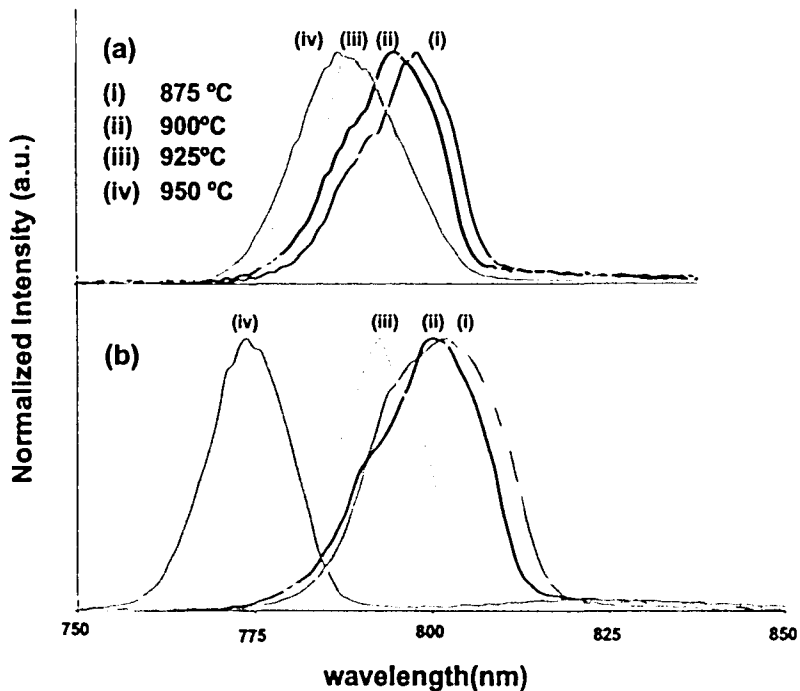 (a)
(iv) (iii) (ii) (i)
(i) 875 ºC
(ii) 900ºC
(iii) 925ºC
(iv) 950 ºC
Normalized Intensity (a.u.)
(b)
(iv) (iii) (ii) (i)
750 775 800 825 850
wavelength(nm)